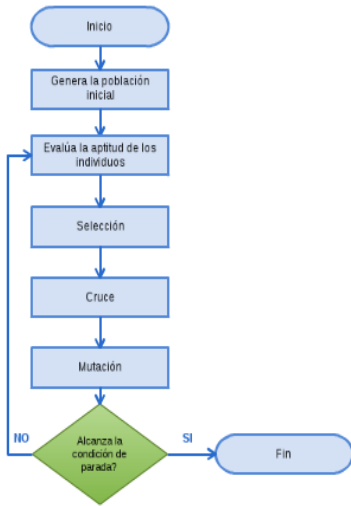 Inicio
Genera la población
inicial
Evalúa la aptitud de los
individuos
Selección
Cruce
Mutación
Alcanza la
condición de
parada?
NO
SI
Fin